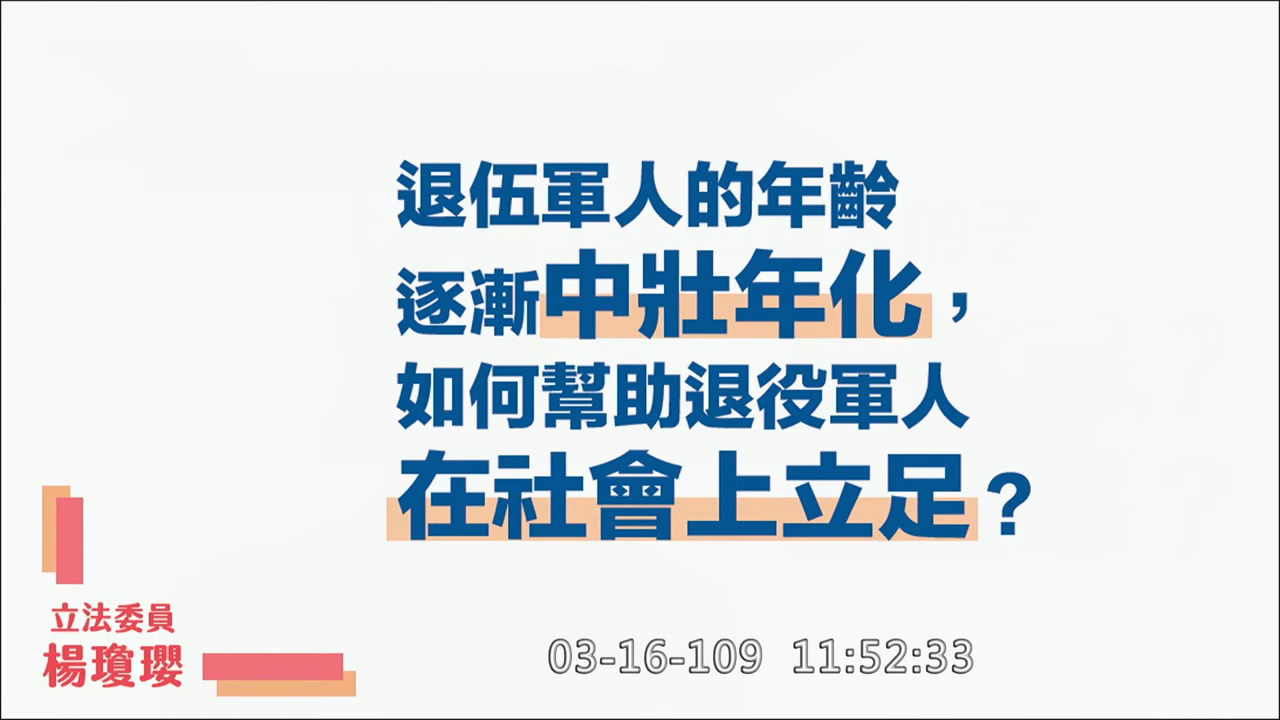 退伍軍人的年齡
逐漸中壯年化，
如何幫助退役軍人
在社會上立足？
立法委員
楊瓊瓔
03-16-109 11:52:33